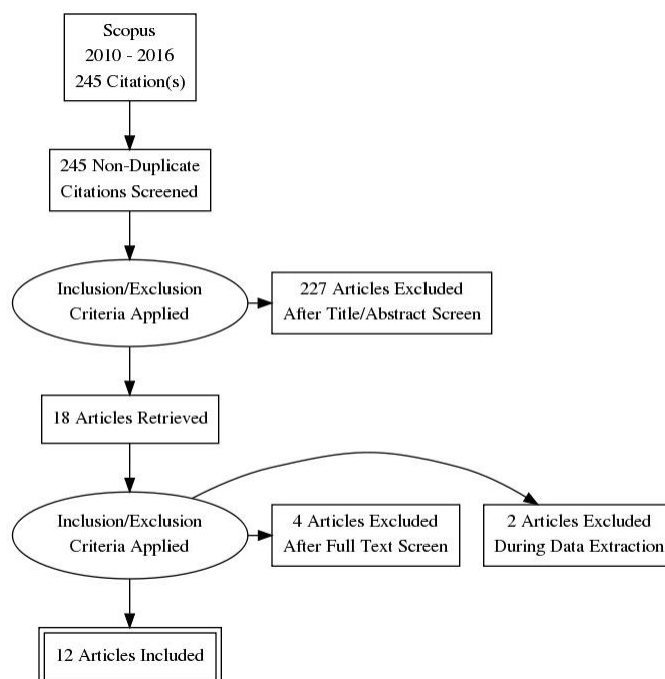 Scopus
2010 - 2016
245 Citation(s)
245 Non-Duplicate
Citations Screened
Inclusion/Exclusion
Criteria Applied
227 Articles Excluded
After Title/Abstract Screen
18 Articles Retrieved
Inclusion/Exclusion
Criteria Applied
4 Articles Excluded
After Full Text Screen
2 Articles Excluded
During Data Extraction
12 Articles Included